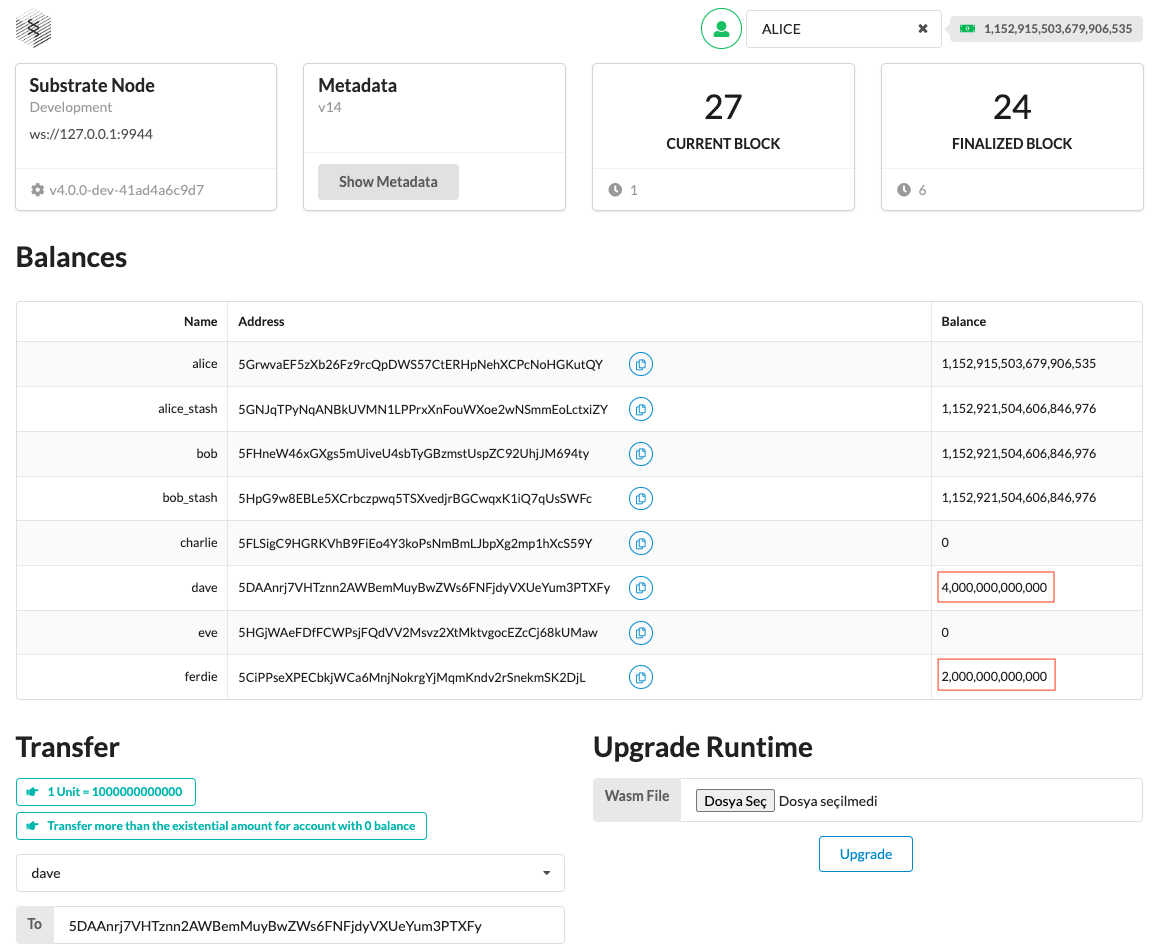 ALICE
1,152,915,503,679,906,535
Substrate Node
Development
ws://127.0.0.1:9944
v4.0.0-dev-41ad4a6c9d7
Metadata
v14
Show Metadata
27
CURRENT BLOCK
1
24
FINALIZED BLOCK
6
Balances
Name Address Balance
alice 5GrwvaEF5zXb26Fz9rcQpDWS57CtERHpNehXCPcNoHGKutQY 1,152,915,503,679,906,535
alice_stash 5GNJqTPyNqANBkUVMN1LPPrxXnFouWXoe2wNSmmEoLctxiZY 1,152,921,504,606,846,976
bob 5FHneW46xGXgs5mUiveU4sbTyGBzmstUspZC92UhjJM694ty 1,152,921,504,606,846,976
bob_stash 5HpG9w8EBLe5XCrbczpwq5TSXvedjrBGCwqxK1iQ7qUsSWFc 1,152,921,504,606,846,976
charlie 5FLSigC9HGRKVhB9FiEo4Y3koPsNmBmLJbpXg2mp1hXcS59Y 0
dave 5DAAnrj7VHTznn2AWBemMuyBwZWs6FNFjdyVXUeYum3PTXFy 4,000,000,000,000
eve 5HGjWAeFDfFCWPsjFQdVV2Msvz2XtMktvgocEZcCj68kUMaw 0
ferdie 5CiPPseXPECbkjWCa6MnjNokrgYjMqmKndv2rSnekmSK2DjL 2,000,000,000,000
Transfer
1 Unit = 1000000000000
Transfer more than the existential amount for account with 0 balance
dave
To 5DAAnrj7VHTznn2AWBemMuyBwZWs6FNFjdyVXUeYum3PTXFy
Upgrade Runtime
Wasm File Dosya Seç Dosya seçilmedi
Upgrade